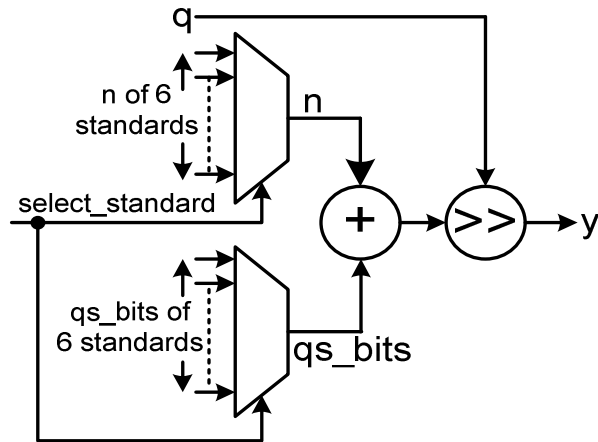 q
n of 6
standards
n
select_standard
+
>>
y
qs_bits of
6 standards
qs_bits